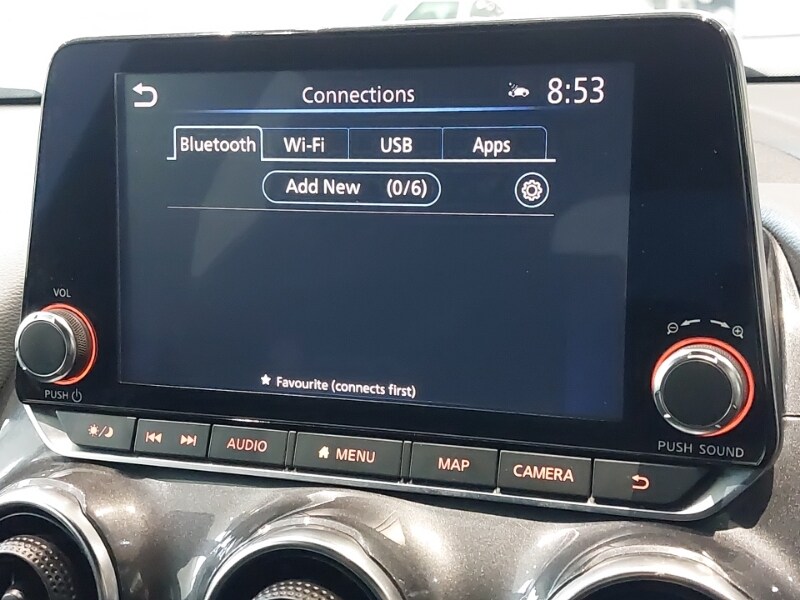 Connections 8:53
Bluetooth Wi-Fi USB Apps
Add New (0/6)
Favourite (connects first)
VOL
PUSH
PUSH SOUND
AUDIO MENU MAP CAMERA